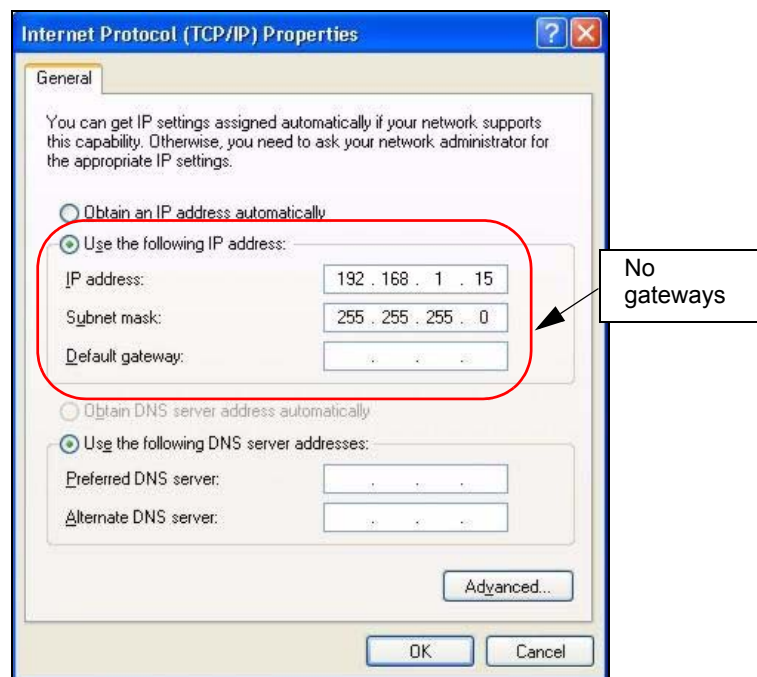 Internet Protocol (TCP/IP) Properties
General
You can get IP settings assigned automatically if your network supports
this capability. Otherwise, you need to ask your network administrator for
the appropriate IP settings.
Obtain an IP address automatically
Use the following IP address:
IP address: 192 . 168 . 1 . 15
Subnet mask: 255 . 255 . 255 . 0
Default gateway: . . .
No
gateways
Obtain DNS server address automatically
Use the following DNS server addresses:
Preferred DNS server: . . .
Alternate DNS server: . . .
Advanced...
OK Cancel